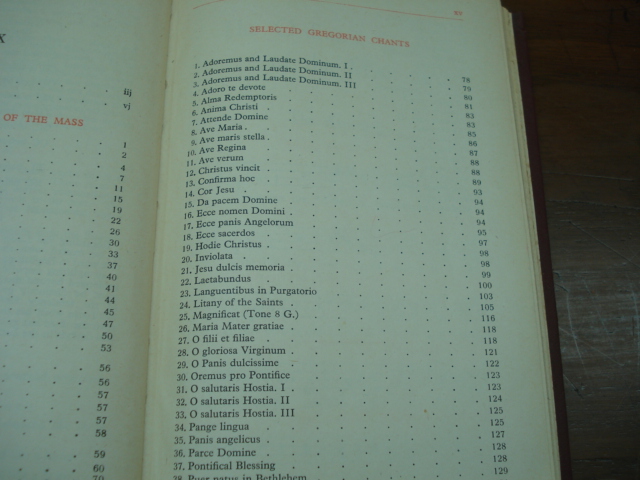 X
iij
vj
OF THE MASS
1
2
4
7
11
15
19
22
26
30
33
37
40
41
44
45
47
50
53
56
56
57
57
57
58
60
70
SELECTED GREGORIAN CHANTS
1. Adoremus and Laudate Dominum. I . 78
2. Adoremus and Laudate Dominum. II 79
3. Adoremus and Laudate Dominum. III 80
4. Adoro te devote 81
5. Alma Redemptoris 83
6. Anima Christi . 83
7. Attende Domine 85
8. Ave Maria . 86
9. Ave maris stella . 87
10. Ave Regina 88
11. Ave verum 88
12. Christus vincit . 89
13. Confirma hoc 93
14. Cor Jesu . 94
15. Da pacem Domine 94
16. Ecce nomen Domini . 94
17. Ecce panis Angelorum 95
18. Ecce sacerdos 97
19. Hodie Christus . 98
20. Inviolata . 98
21. Jesu dulcis memoria . 99
22. Laetabundus 100
23. Languentibus in Purgatorio 103
24. Litany of the Saints . 105
25. Magnificat (Tone 8 G.) 116
26. Maria Mater gratiae . 118
27. O filii et filiae 118
28. O gloriosa Virginum . 121
29. O Panis dulcissime . 122
30. Oremus pro Pontifice 123
31. O salutaris Hostia. I . 123
32. O salutaris Hostia. II 124
33. O salutaris Hostia. III 125
34. Pange lingua 125
35. Panis angelicus . 127
36. Parce Domine . 128
37. Pontifical Blessing 128
38. Puer natus in Bethlehem 129